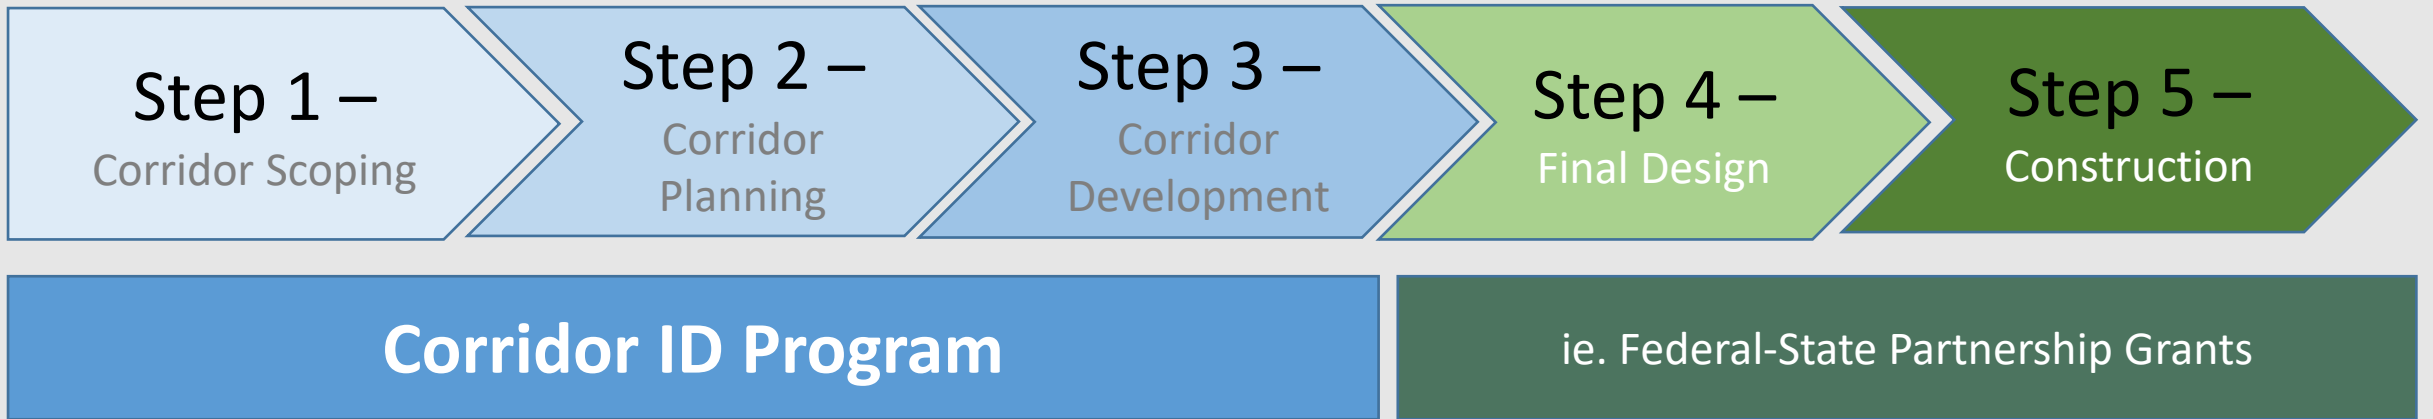 Step 1 –
Corridor Scoping
Step 2 –
Corridor
Planning
Step 3 –
Corridor
Development
Step 4 –
Final Design
Step 5 –
Construction
Corridor ID Program
ie. Federal-State Partnership Grants